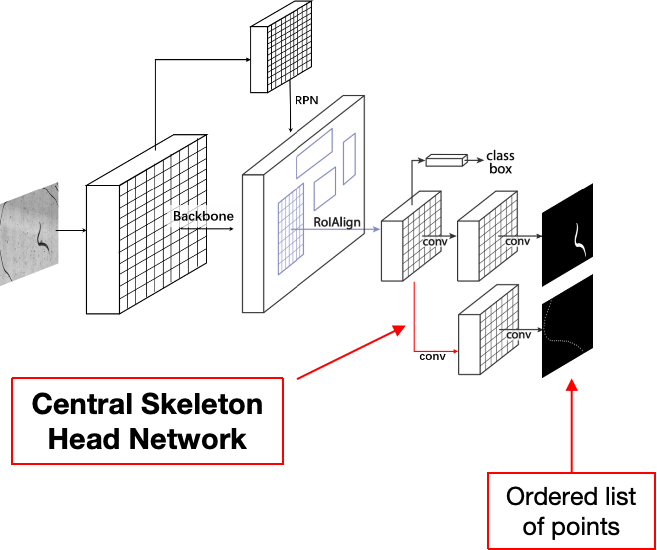 RPN
class
box
Backbone
RoIAlign
conv
conv
conv
conv
Central Skeleton
Head Network
Ordered list
of points